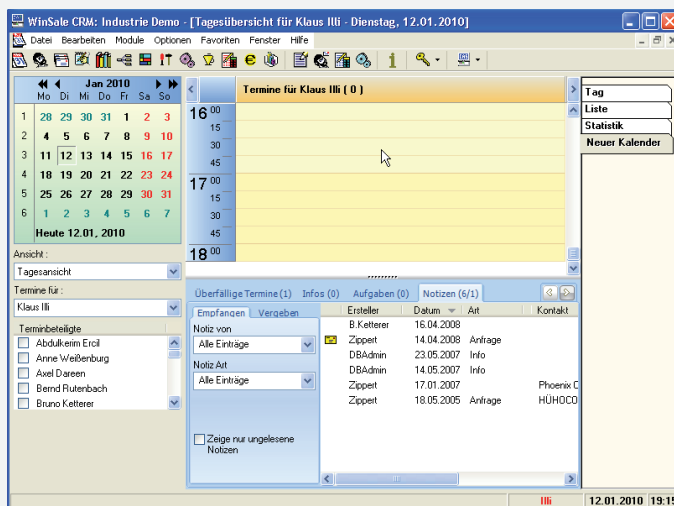 WinSale CRM: Industrie Demo - [Tagesübersicht für Klaus Illi - Dienstag, 12.01.2010]
Datei Bearbeiten Module Optionen Favoriten Fenster Hilfe
Jan 2010
Mo Di Mi Do Fr Sa So
1 28 29 30 31 1 2 3
2 4 5 6 7 8 9 10
3 11 12 13 14 15 16 17
4 18 19 20 21 22 23 24
5 25 26 27 28 29 30 31
6 1 2 3 4 5 6 7
Heute 12.01, 2010
Ansicht :
Tagesansicht
Termine für :
Klaus Illi
Terminbeteiligte
Abdulkerim Ercil
Anne Weißenburg
Axel Dareen
Bernd Rutenbach
Bruno Ketterer
Termine für Klaus Illi ( 0 )
16 00
15
30
45
17 00
15
30
45
18 00
Tag
Liste
Statistik
Neuer Kalender
Überfällige Termine (1) Infos (0) Aufgaben (0) Notizen (6/1)
Empfangen Vergeben
Notiz von
Alle Einträge
Notiz Art
Alle Einträge
Zeige nur ungelesene
Notizen
Ersteller Datum Art Kontakt
B.Ketterer 16.04.2008
Zippert 14.04.2008 Anfrage
DBAdmin 23.05.2007 Info
DBAdmin 14.05.2007 Info
Zippert 17.01.2007 Phoenix C
Zippert 18.05.2005 Anfrage HÜHOCO
Illi 12.01.2010 19:15